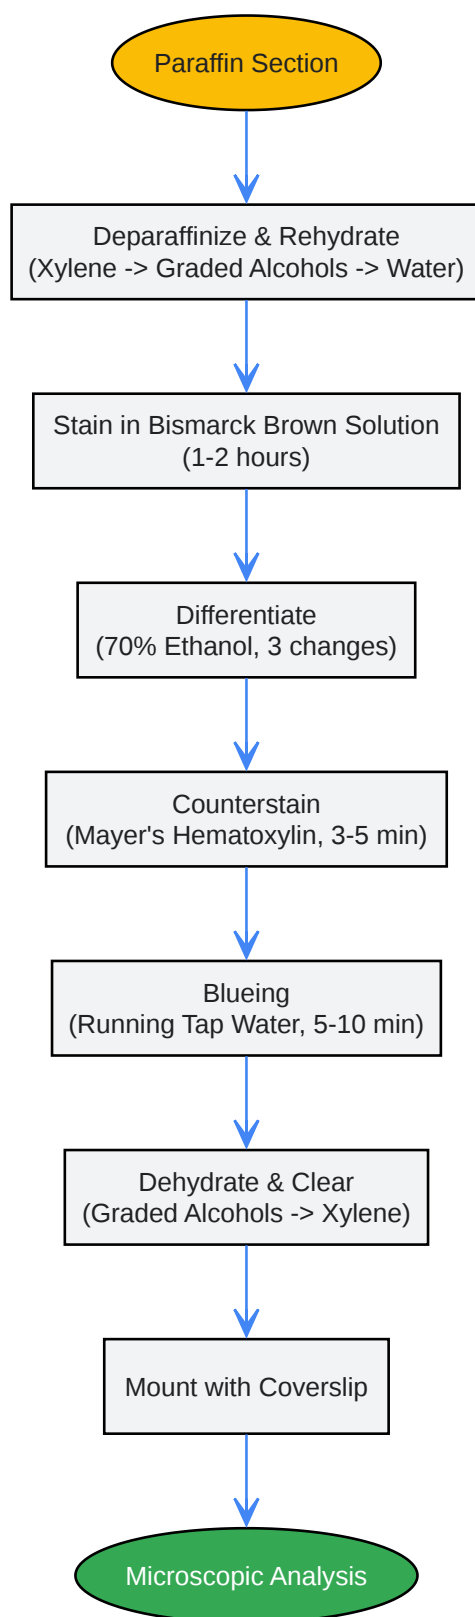 Paraffin Section
Deparaffinize & Rehydrate
(Xylene -> Graded Alcohols -> Water)
Stain in Bismarck Brown Solution
(1-2 hours)
Differentiate
(70% Ethanol, 3 changes)
Counterstain
(Mayer's Hematoxylin, 3-5 min)
Blueing
(Running Tap Water, 5-10 min)
Dehydrate & Clear
(Graded Alcohols -> Xylene)
Mount with Coverslip
Microscopic Analysis